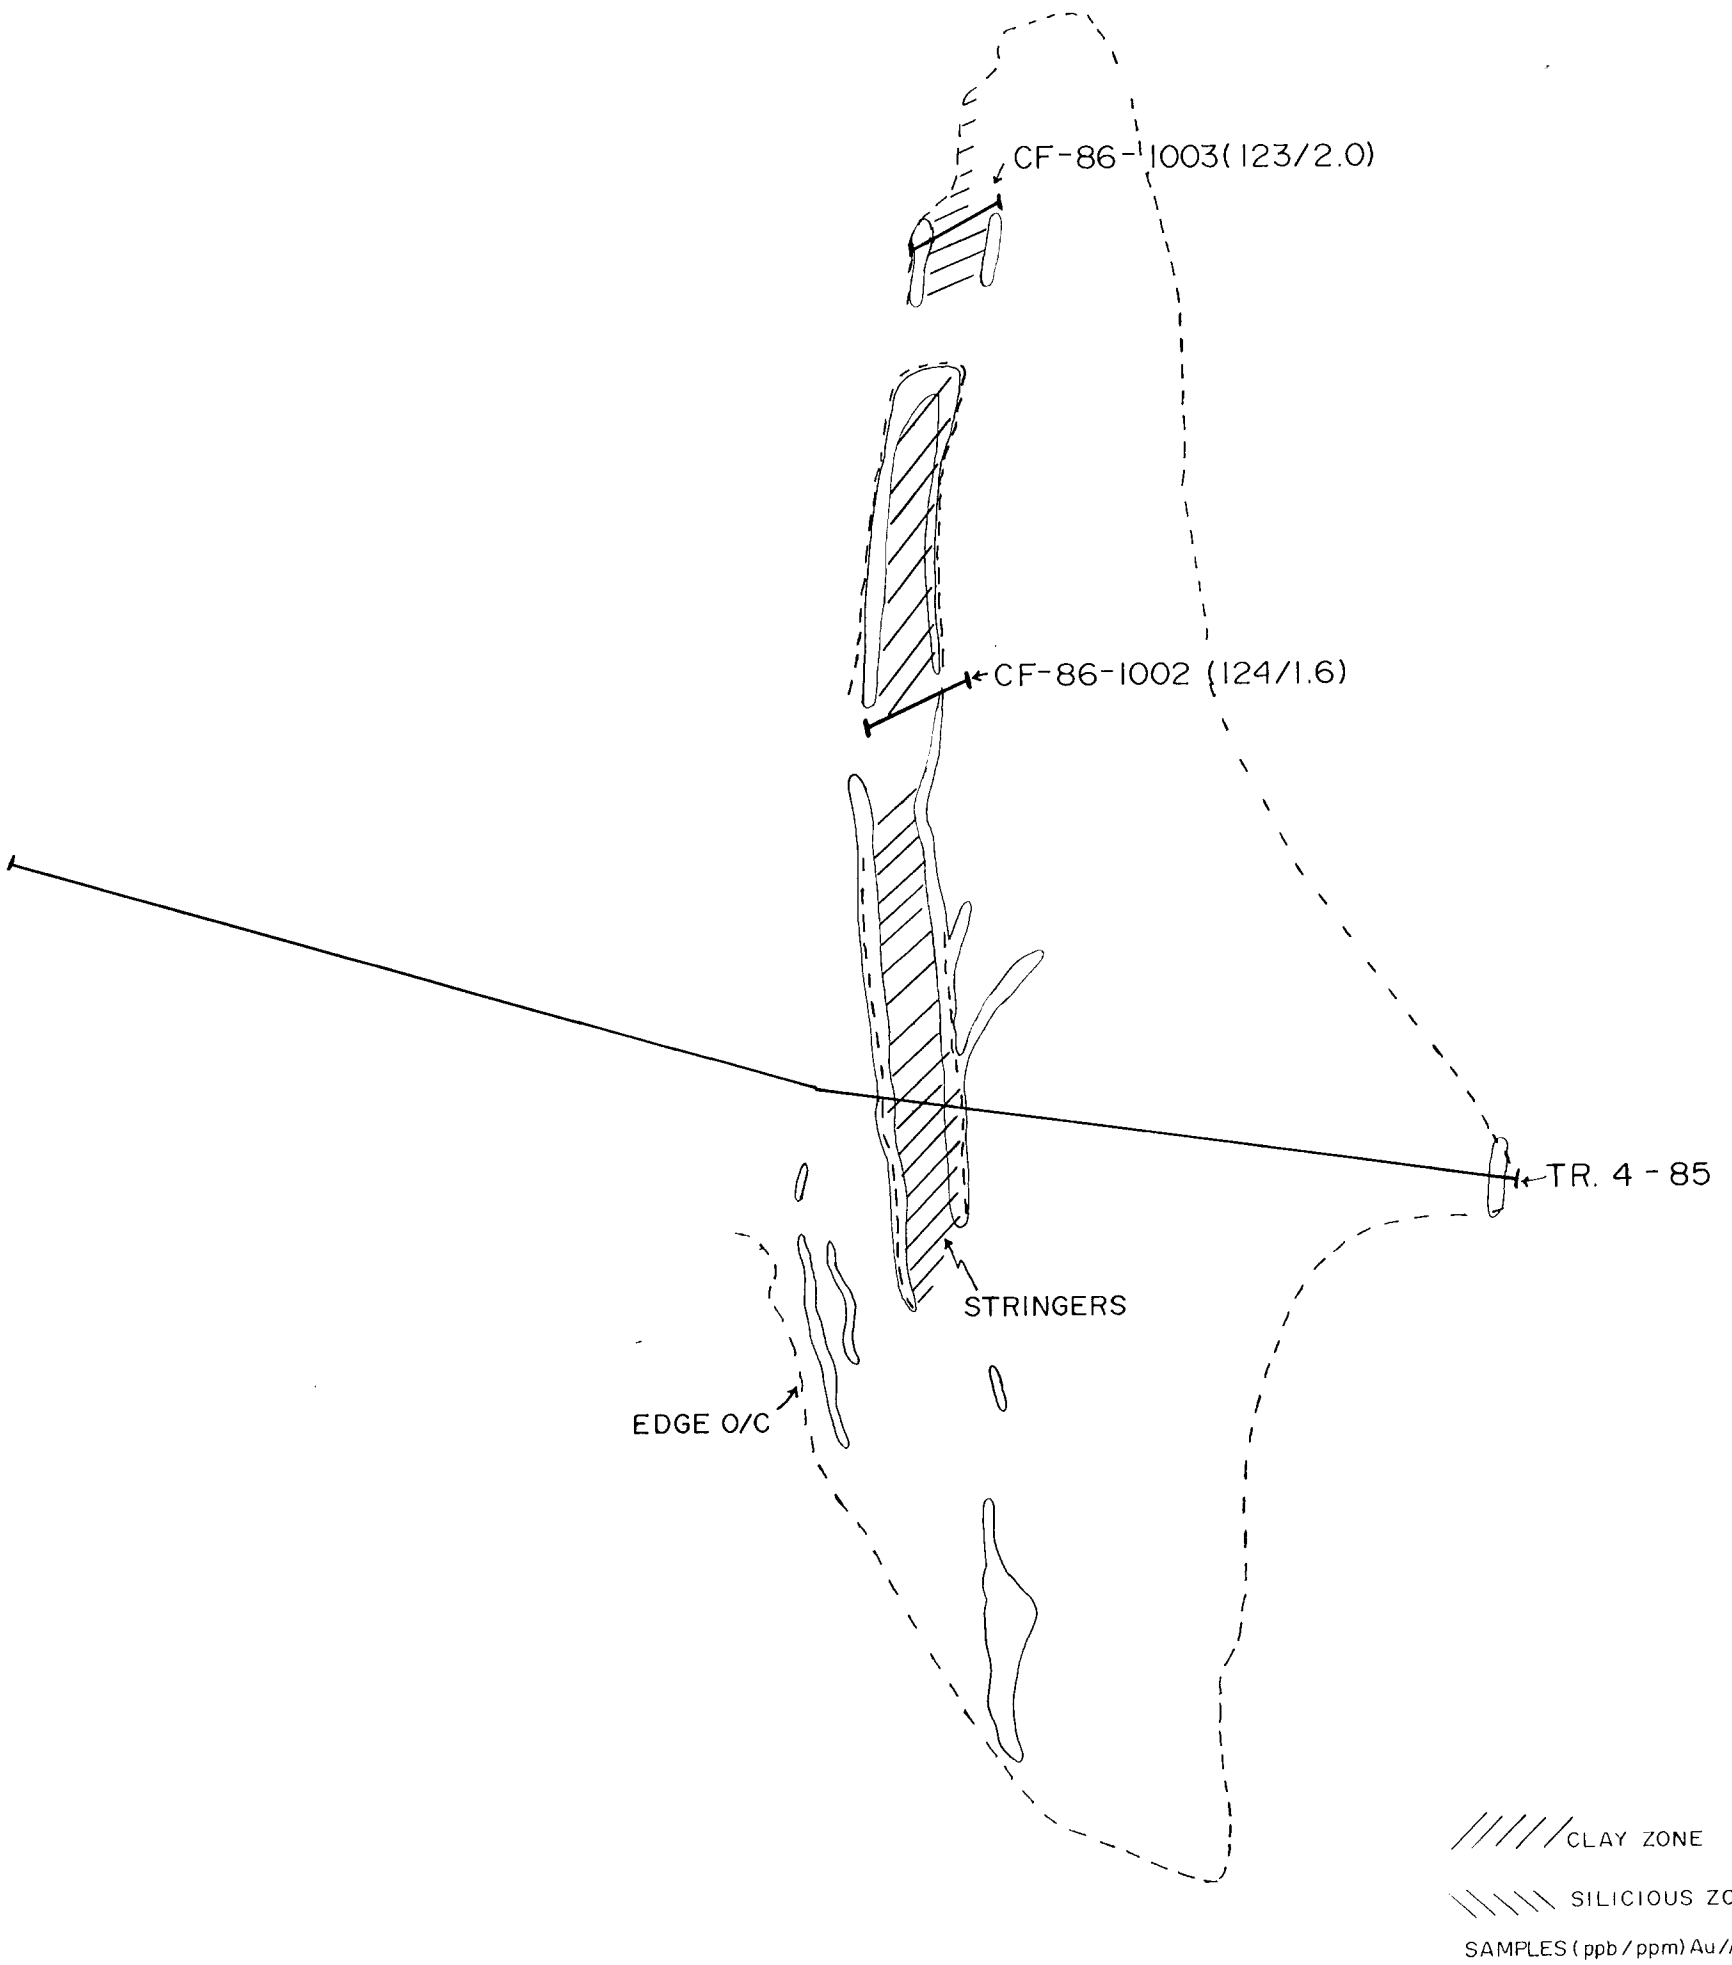 CF-86-1003(123/2.0)
CF-86-1002 (124/1.6)
TR. 4-85
STRINGERS
EDGE O/C
CLAY ZONE
SILICIOUS
SAMPLES (ppb/ppm) Au/